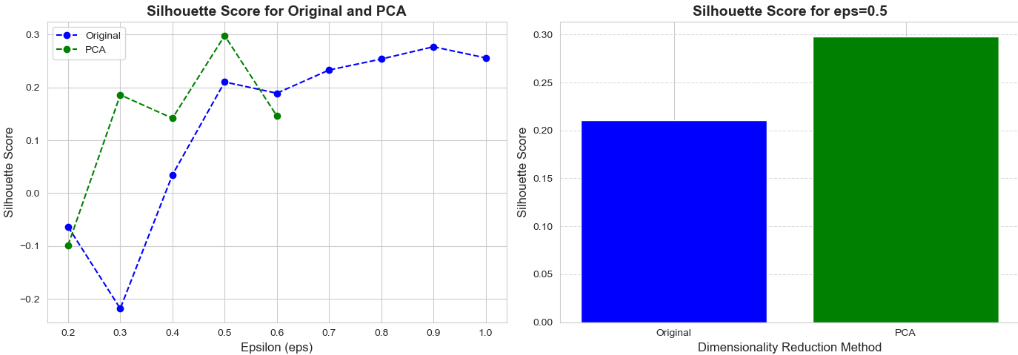 Silhouette Score for Original and PCA
Original
PCA
Silhouette Score
0.3
0.2
0.1
0.0
−0.1
−0.2
0.2 0.3 0.4 0.5 0.6 0.7 0.8 0.9 1.0
Epsilon (eps)
Silhouette Score for eps=0.5
Silhouette Score
0.30
0.25
0.20
0.15
0.10
0.05
0.00
Original PCA
Dimensionality Reduction Method